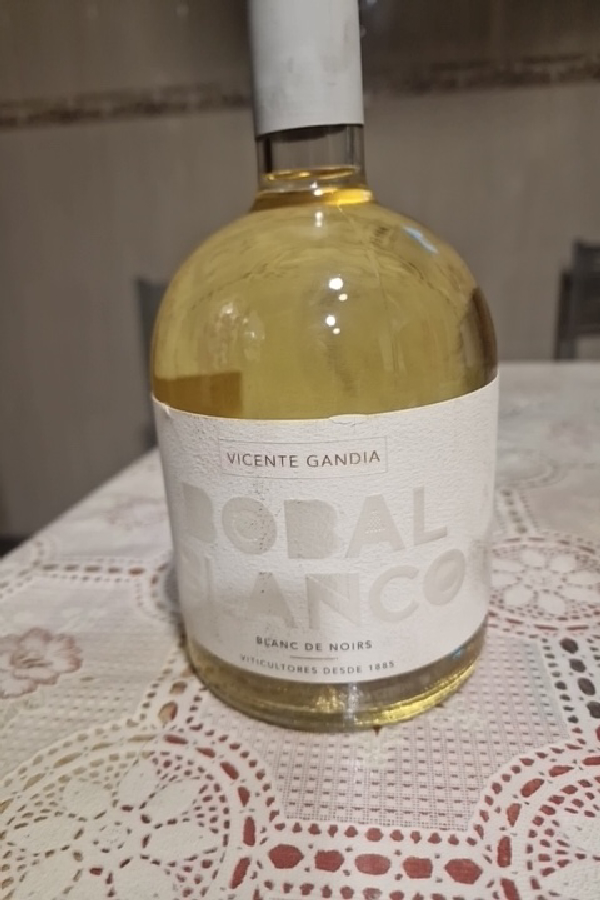 VICENTE GANDIA
BOBAL
BLANCO
BLANC DE NOIRS
VITICULTORES DESDE 1885